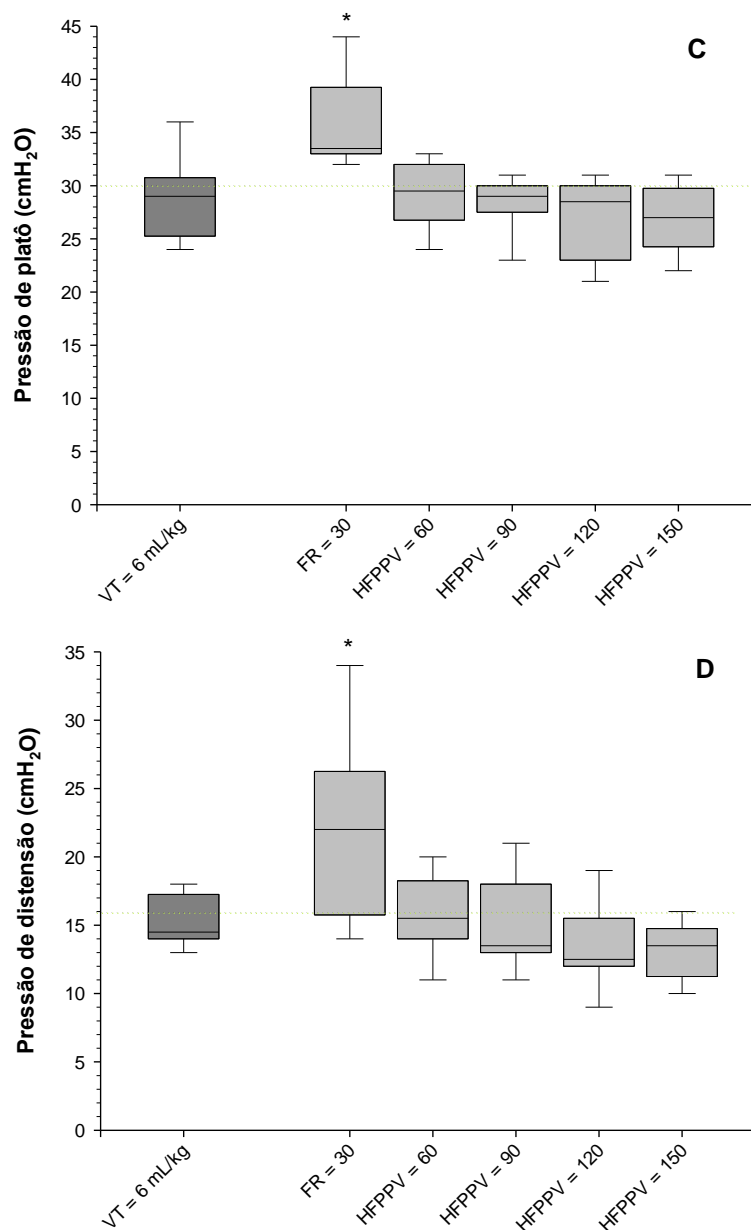 C
*
Pressão de platô (cmH₂O)
45
40
35
30
25
20
15
10
5
0
VT = 6 mL/kg
FR = 30
HFPPV = 60
HFPPV = 90
HFPPV = 120
HFPPV = 150
D
*
Pressão de distensão (cmH₂O)
35
30
25
20
15
10
5
0
VT = 6 mL/kg
FR = 30
HFPPV = 60
HFPPV = 90
HFPPV = 120
HFPPV = 150